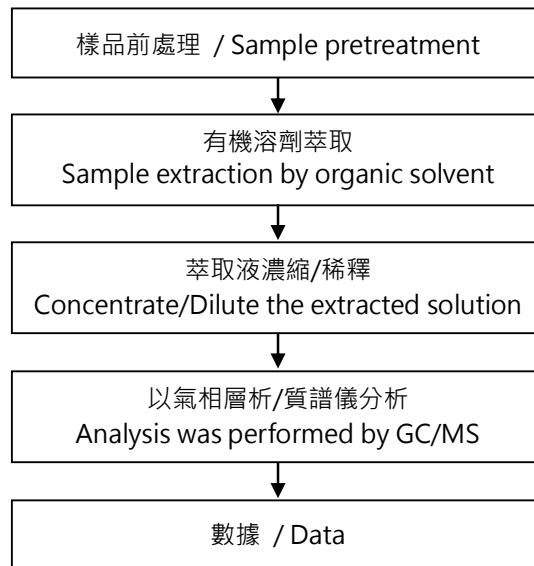 樣品前處理 / Sample pretreatment
有機溶劑萃取
Sample extraction by organic solvent
萃取液濃縮/稀釋
Concentrate/Dilute the extracted solution
以氣相層析/質譜儀分析
Analysis was performed by GC/MS
數據 / Data